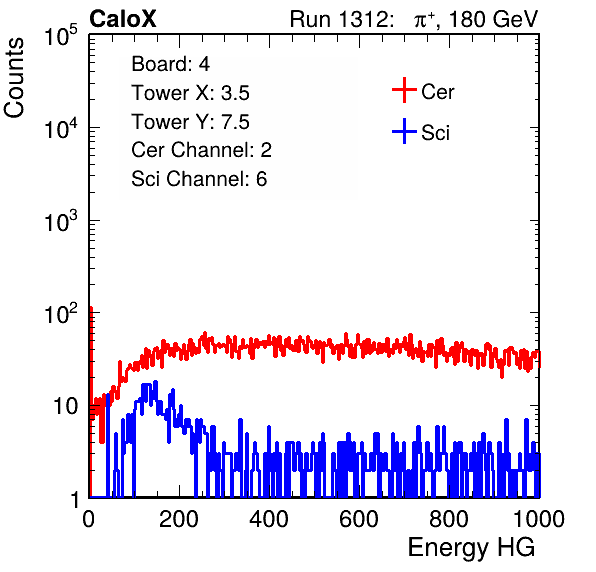 CaloX Run 1312: π⁺, 180 GeV
Counts
10⁵
10⁴
10³
10²
10
1
Board: 4
Tower X: 3.5
Tower Y: 7.5
Cer Channel: 2
Sci Channel: 6
Cer
Sci
0 200 400 600 800 1000
Energy HG